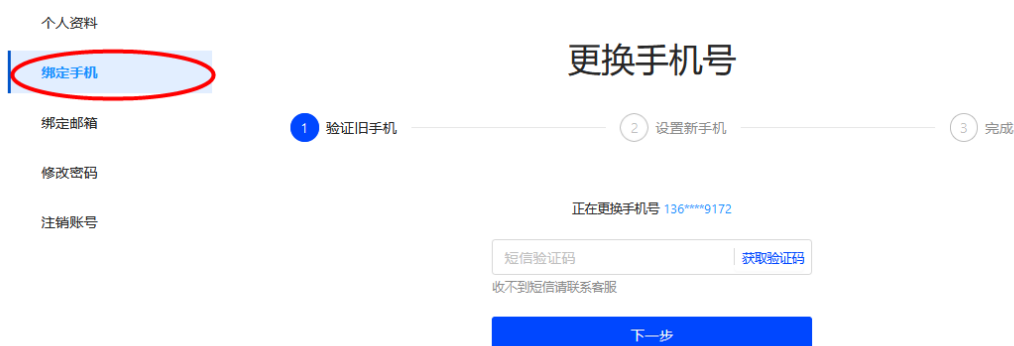 个人资料
绑定手机
绑定邮箱
修改密码
注销账号
更换手机号
1 验证旧手机
2 设置新手机
3 完成
正在更换手机号 136****9172
短信验证码 获取验证码
收不到短信请联系客服
下一步